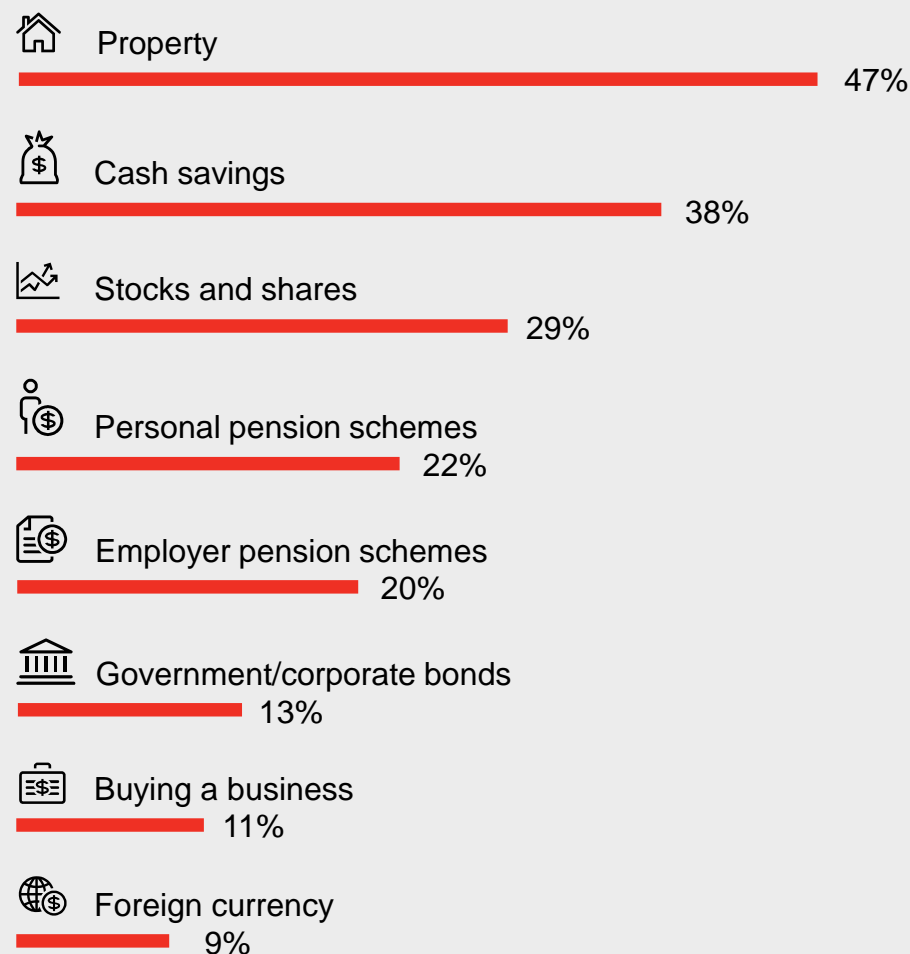 Property
47%
Cash savings
38%
Stocks and shares
29%
Personal pension schemes
22%
Employer pension schemes
20%
Government/corporate bonds
13%
Buying a business
11%
Foreign currency
9%